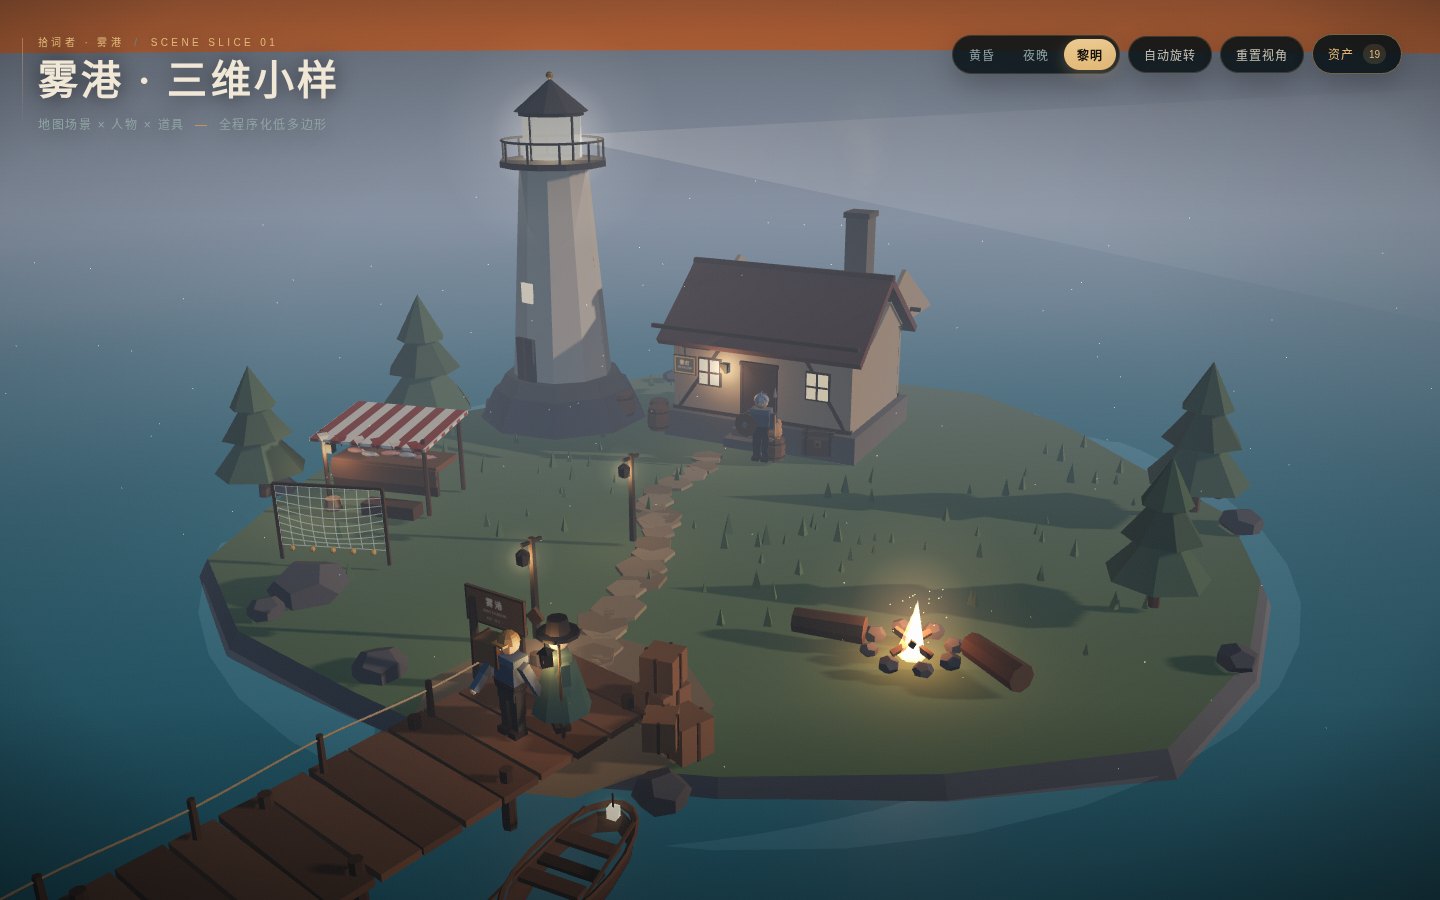 拾词者 · 雾港 / SCENE SLICE 01
雾港 · 三维小样
地图场景 × 人物 × 道具 — 全程序化低多边形
黄昏 夜晚 黎明 自动旋转 重置视角 资产 19
雾港